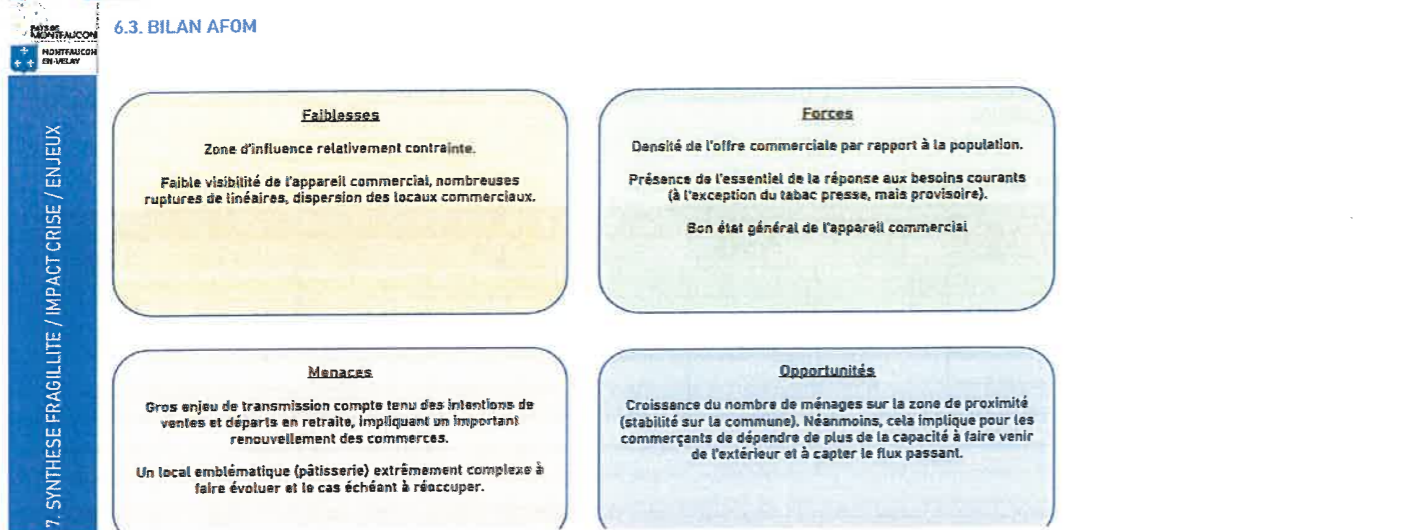 PAYS DE
MONTFAUCON
MONTFAUCON
EN-VELAY
6.3. BILAN AFOM
7. SYNTHESE FRAGILLITE / IMPACT CRISE / ENJEUX
Faiblesses
Zone d'influence relativement contrainte.
Faible visibilité de l'appareil commercial, nombreuses
ruptures de linéaires, dispersion des locaux commerciaux.
Forces
Densité de l'offre commerciale par rapport à la population.
Présence de l'essentiel de la réponse aux besoins courants
(à l'exception du tabac presse, mais provisoire).
Bon état général de l'appareil commercial
Menaces
Gros enjeu de transmission compte tenu des intentions de
ventes et départs en retraite, impliquant un important
renouvellement des commerces.
Un local emblématique (pâtisserie) extrêmement complexe à
faire évoluer et le cas échéant à réoccuper.
Opportunités
Croissance du nombre de ménages sur la zone de proximité
(stabilité sur la commune). Néanmoins, cela implique pour les
commerçants de dépendre de plus de la capacité à faire venir
de l'extérieur et à capter le flux passant.